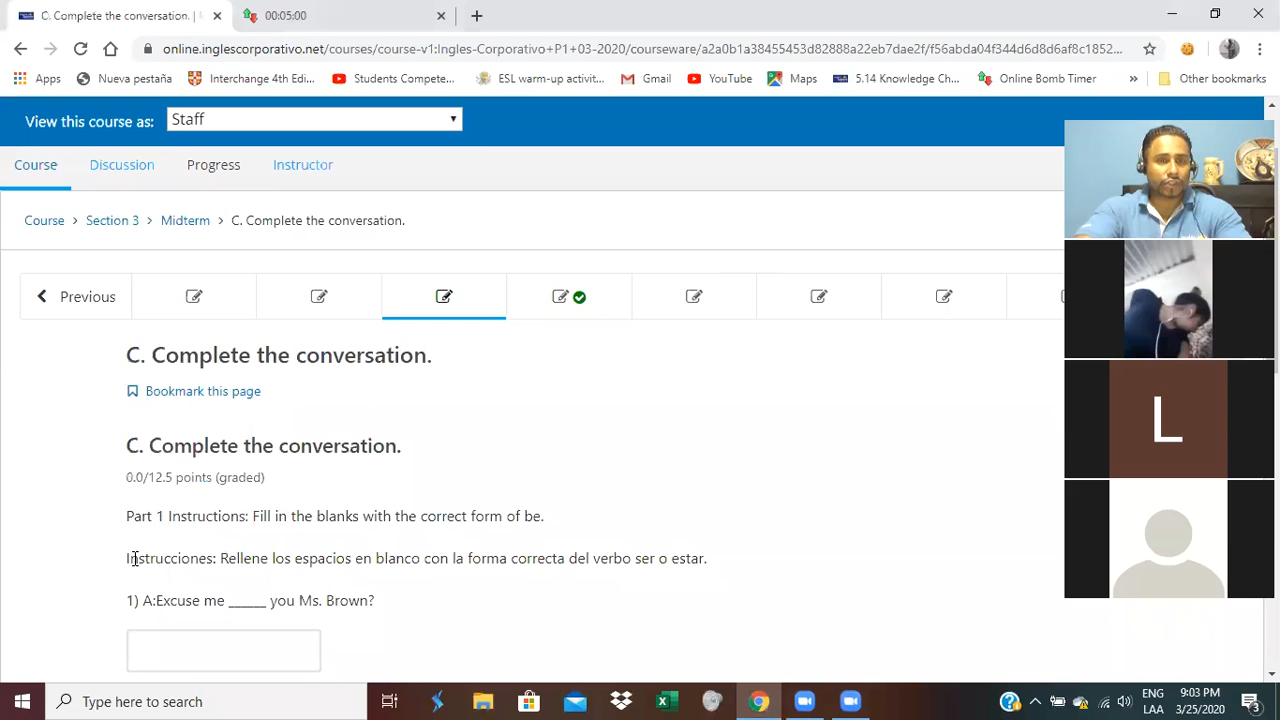 C. Complete the conversation. |
00:05:00
online.inglescorporativo.net/courses/course-v1:Ingles-Corporativo+P1+03-2020/courseware/a2a0b1a38455453d82888a22eb7dae2f/f56abda04f344d6d8d6af8c1852...
Apps
Nueva pestaña
Interchange 4th Edi...
Students Compete...
ESL warm-up activit...
Gmail
YouTube
Maps
5.14 Knowledge Ch...
Online Bomb Timer
»
Other bookmarks
View this course as:
Staff
Course
Discussion
Progress
Instructor
Course > Section 3 > Midterm > C. Complete the conversation.
Previous
C. Complete the conversation.
Bookmark this page
C. Complete the conversation.
0.0/12.5 points (graded)
Part 1 Instructions: Fill in the blanks with the correct form of be.
Instrucciones: Rellene los espacios en blanco con la forma correcta del verbo ser o estar.
1) A:Excuse me ______ you Ms. Brown?
L
Type here to search
ENG
LAA
9:03 PM
3/25/2020
3